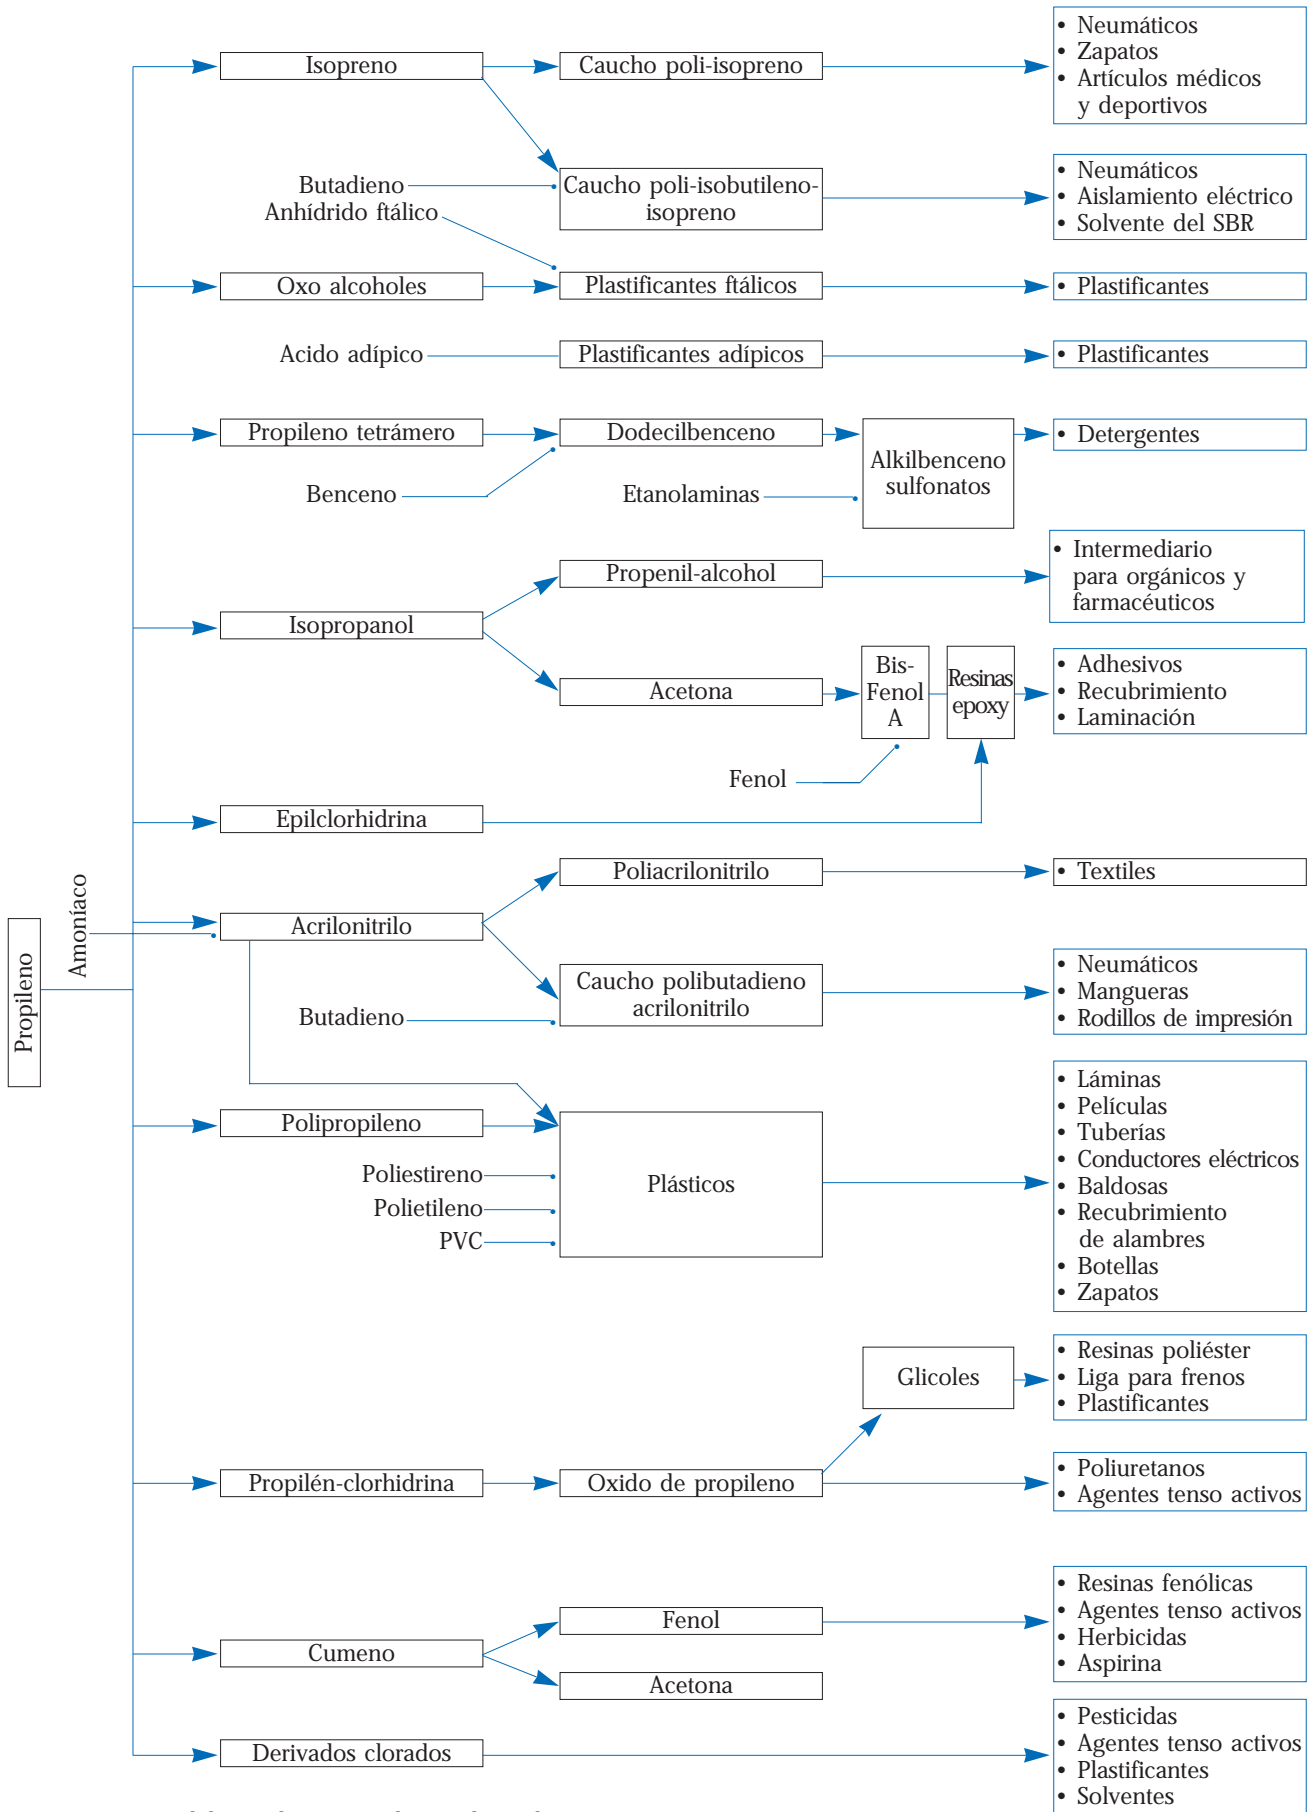 Isopreno
Caucho poli-isopreno
• Neumáticos
• Zapatos
• Artículos médicos
y deportivos
Butadieno
Anhídrido ftálico
Caucho poli-isobutileno-
isopreno
• Neumáticos
• Aislamiento eléctrico
• Solvente del SBR
Oxo alcoholes
Plastificantes ftálicos
• Plastificantes
Acido adípico
Plastificantes adípicos
• Plastificantes
Propileno tetrámero
Dodecilbenceno
Alkilbenceno
sulfonatos
• Detergentes
Benceno
Etanolaminas
Isopropanol
Propenil-alcohol
• Intermediario
para orgánicos y
farmacéuticos
Acetona
Bis-
Fenol
A
Resinas
epoxy
• Adhesivos
• Recubrimiento
• Laminación
Fenol
Epilclorhidrina
Propileno
Amoníaco
Acrilonitrilo
Poliacrilonitrilo
• Textiles
Caucho polibutadieno
acrilonitrilo
Butadieno
• Neumáticos
• Mangueras
• Rodillos de impresión
Polipropileno
Poliestireno
Polietileno
PVC
Plásticos
• Láminas
• Películas
• Tuberías
• Conductores eléctricos
• Baldosas
• Recubrimiento
de alambres
• Botellas
• Zapatos
Glicoles
• Resinas poliéster
• Liga para frenos
• Plastificantes
Propilén-clorhidrina
Oxido de propileno
• Poliuretanos
• Agentes tenso activos
Cumeno
Fenol
Acetona
• Resinas fenólicas
• Agentes tenso activos
• Herbicidas
• Aspirina
Derivados clorados
• Pesticidas
• Agentes tenso activos
• Plastificantes
• Solventes